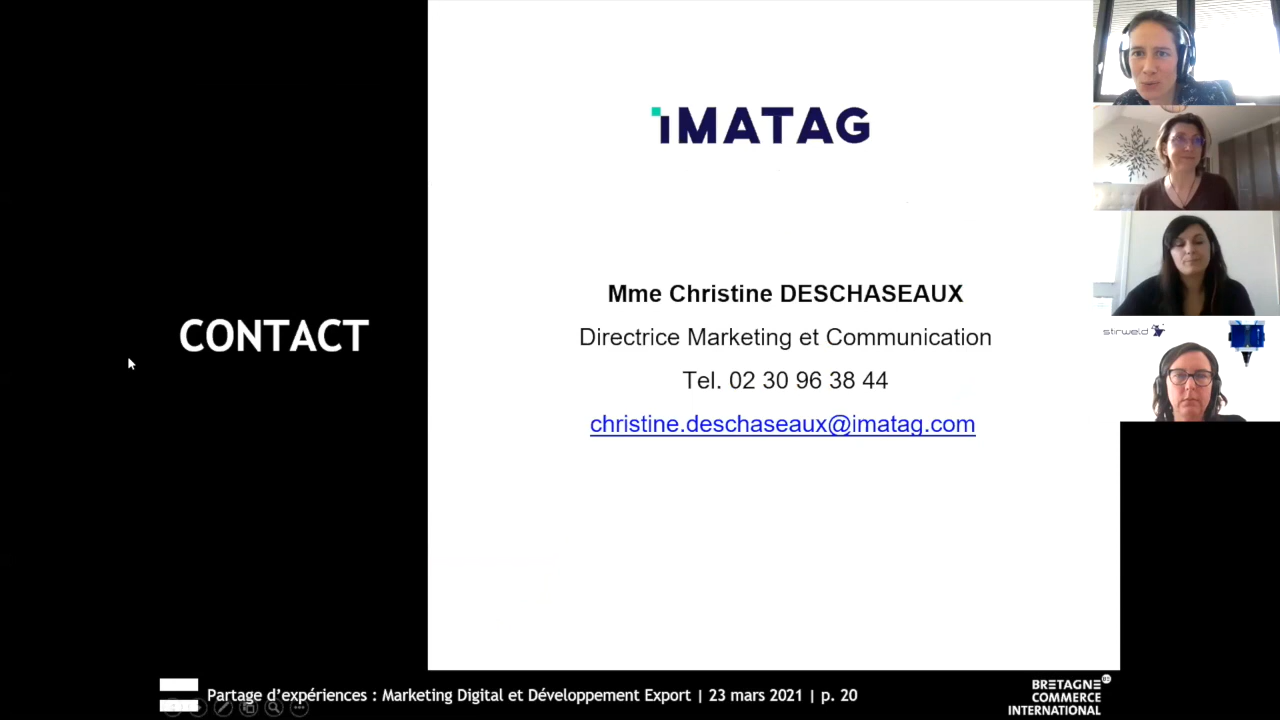 iMATAG
Mme Christine DESCHASEAUX
Directrice Marketing et Communication
Tel. 02 30 96 38 44
christine.deschaseaux@imatag.com
CONTACT
stirweld
Partage d'expériences : Marketing Digital et Développement Export | 23 mars 2021 | p. 20
BRETAGNE
COMMERCE
INTERNATIONAL